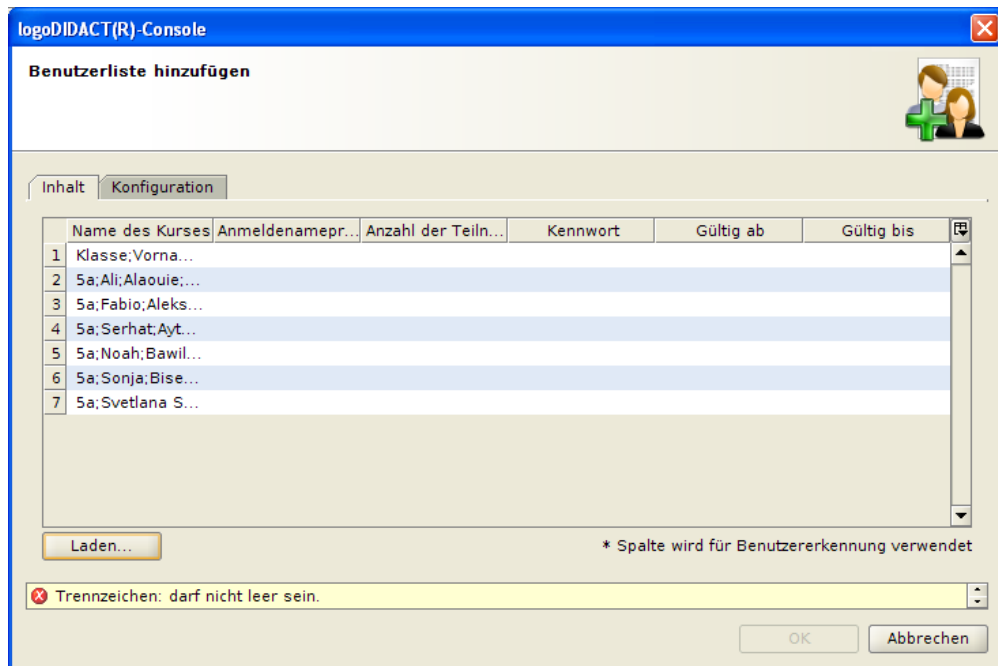 logoDIDACT(R)-Console
Benutzerliste hinzufügen
Inhalt Konfiguration
Name des Kurses Anmeldenamepr... Anzahl der Teiln... Kennwort Gültig ab Gültig bis
1 Klasse;Vorna...
2 5a;Ali;Alaouie;...
3 5a;Fabio;Aleks...
4 5a;Serhat;Ayt...
5 5a;Noah;Bawil...
6 5a;Sonja;Bise...
7 5a;Svetlana S...
Laden... * Spalte wird für Benutzererkennung verwendet
Trennzeichen: darf nicht leer sein.
OK Abbrechen